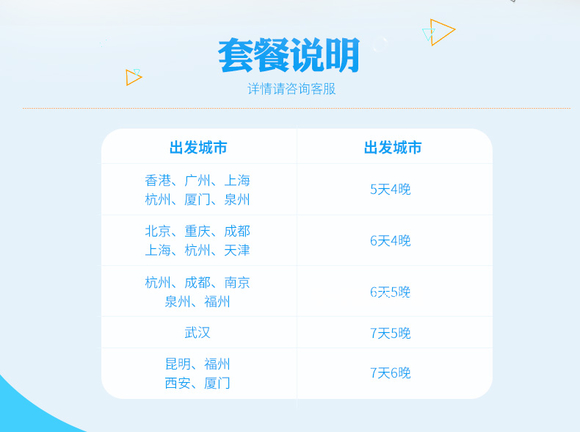 套餐说明
详情请咨询客服
出发城市 出发城市
香港、广州、上海
杭州、厦门、泉州
5天4晚
北京、重庆、成都
上海、杭州、天津
6天4晚
杭州、成都、南京
泉州、福州
6天5晚
武汉 7天5晚
昆明、福州
西安、厦门
7天6晚